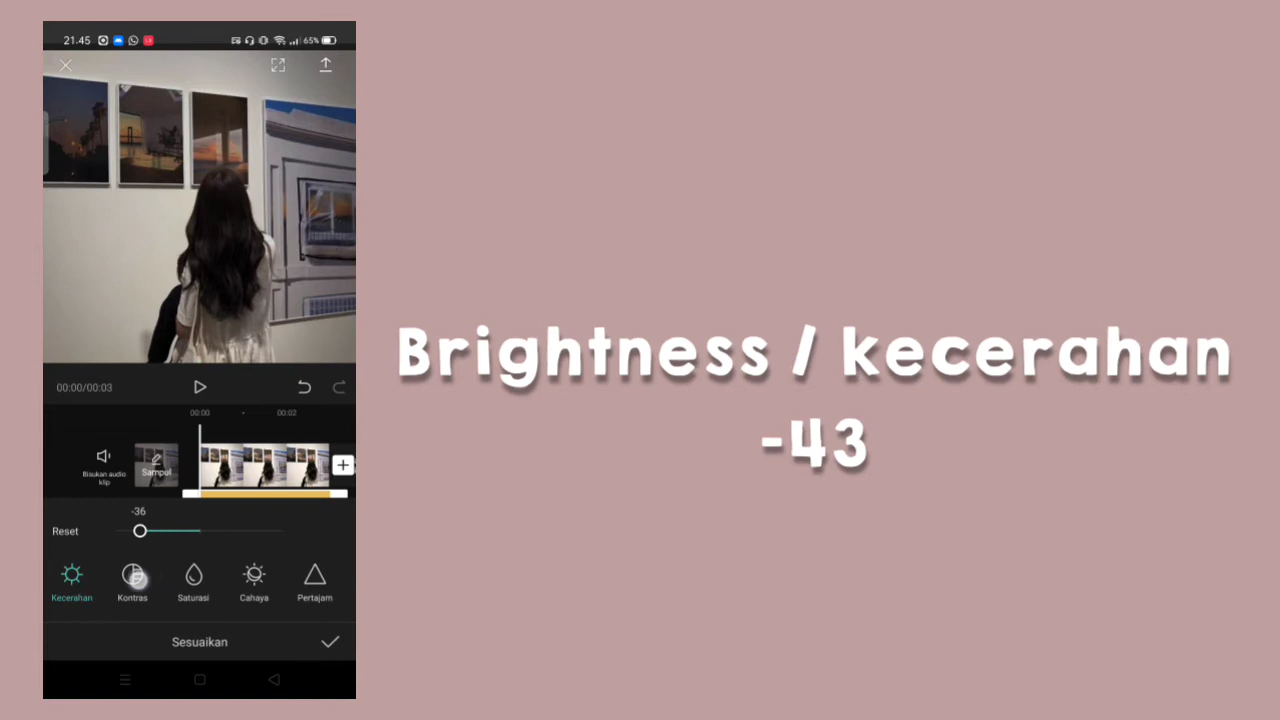 21.45
65%
00:00/00:03
00:00
00:02
Bisukan audio
klip
Sampul
-36
Reset
Kecerahan
Kontras
Saturasi
Cahaya
Pertajam
Sesuaikan
Brightness / kecerahan
-43